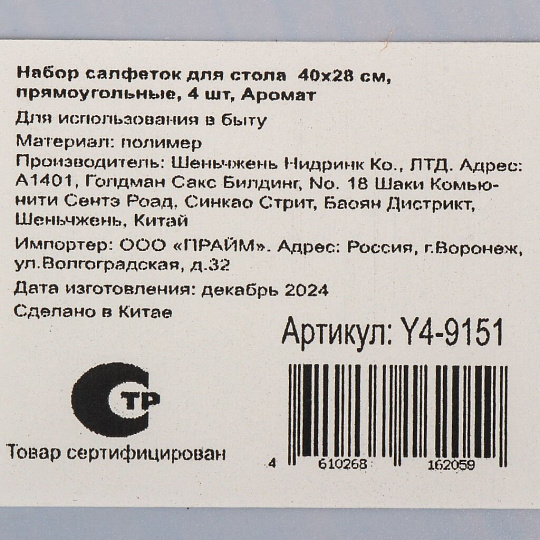 Набор салфеток для стола 40х28 см,
прямоугольные, 4 шт, Аромат
Для использования в быту
Материал: полимер
Производитель: Шеньчжень Нидринк Ко., ЛТД. Адрес:
А1401, Голдман Сакс Билдинг, No. 18 Шаки Комью-
нити Сентэ Роад, Синкао Стрит, Баоян Дистрикт,
Шеньчжень, Китай
Импортер: ООО «ПРАЙМ». Адрес: Россия, г.Воронеж,
ул.Волгоградская, д.32
Дата изготовления: декабрь 2024
Сделано в Китае
Артикул: Y4-9151
СТР
Товар сертифицирован
4 610268 162059